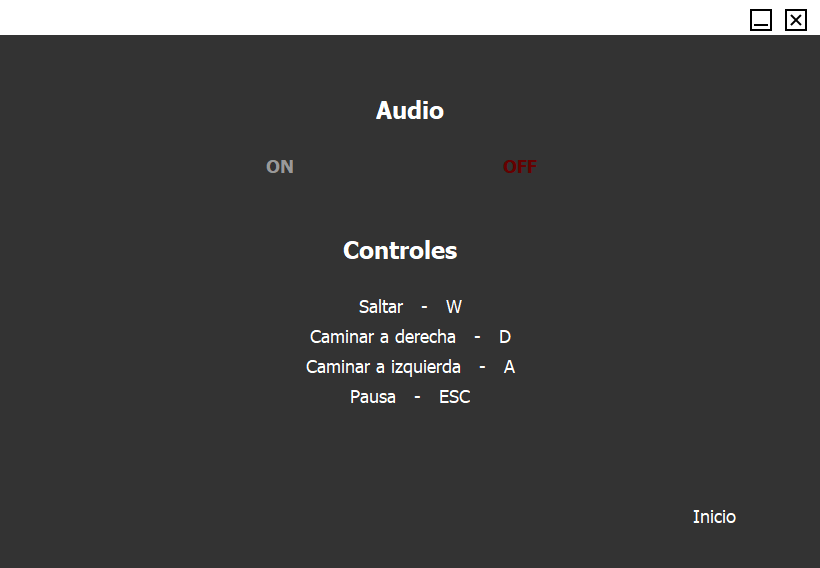 Audio
ON OFF
Controles
Saltar - W
Caminar a derecha - D
Caminar a izquierda - A
Pausa - ESC
Inicio